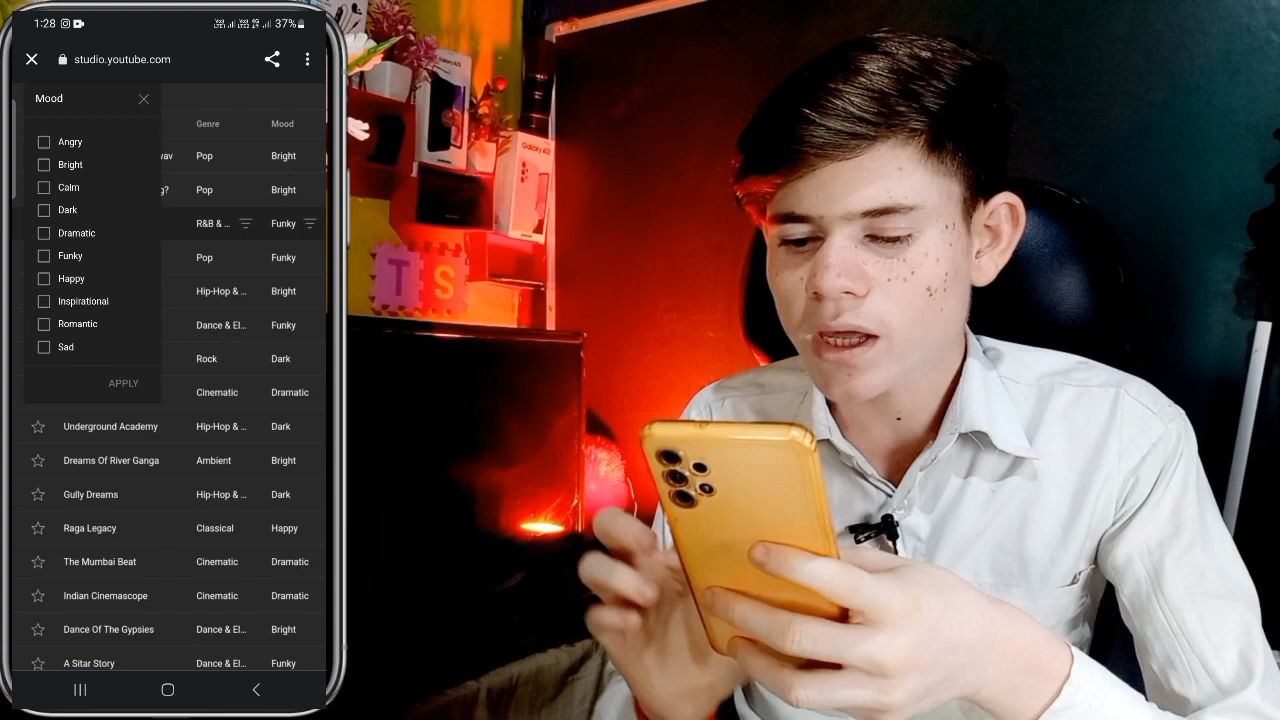 1:28
37%
studio.youtube.com
Mood
Genre Mood
Angry
Bright
Calm
Dark
Dramatic
Funky
Happy
Inspirational
Romantic
Sad
APPLY
wav Pop Bright
g? Pop Bright
R&B & ... Funky
Pop Funky
Hip-Hop & ... Bright
Dance & El... Funky
Rock Dark
Cinematic Dramatic
Underground Academy Hip-Hop & ... Dark
Dreams Of River Ganga Ambient Bright
Gully Dreams Hip-Hop & ... Dark
Raga Legacy Classical Happy
The Mumbai Beat Cinematic Dramatic
Indian Cinemascope Cinematic Dramatic
Dance Of The Gypsies Dance & El... Bright
A Sitar Story Dance & El... Funky
Galaxy A23
T S